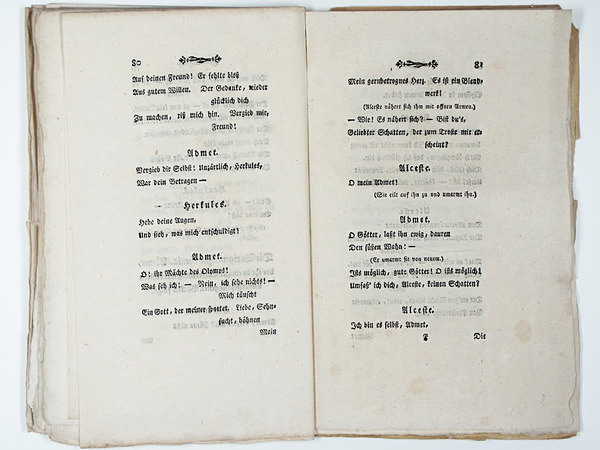 80
Auf deinen Freund! Er fehlte bloß
Aus gutem Willen. Der Gedanke, wieder
glücklich dich
Zu machen, riß mich hin. Vergieb mir,
Freund!
Admet.
Vergieb dir Selbst! Unzärtlich, Herkules,
War dein Betragen —
Herkules.
Hebe deine Augen,
Und sieh, was mich entschuldigt!
Admet.
O! ihr Mächte des Olymps!
Was seh ich! — Nein, ich sehe nichts! —
Mich täuscht
Ein Gott, der meiner spottet. Liebe, Sehn-
sucht, höhnen
Mein
81
Mein gernbetrognes Herz. Es ist ein Blend-
werk!
(Alceste nähert sich ihm mit offnen Armen.)
— Wie! Es nähert sich? — Bist du's,
Geliebter Schatten, der zum Troste mir er-
scheint?
Alceste.
O mein Admet!
(Sie eilt auf ihn zu und umarmt ihn.)
Admet.
O Götter, laßt ihn ewig, dauren
Den süßen Wahn! —
(Er umarmt sie von neuem.)
Ists möglich, gute Götter! O ists möglich!
Umfaß' ich dich, Alceste, keinen Schatten?
Alceste.
Ich bin es selbst, Admet,
F
Die